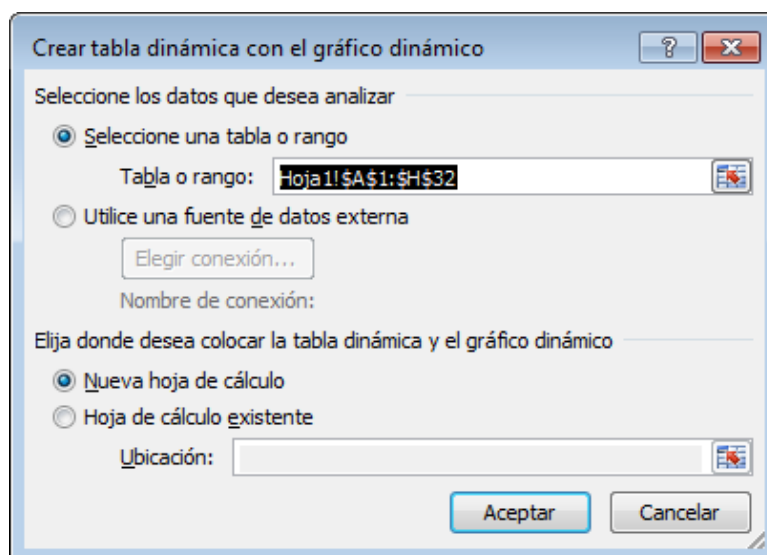 Crear tabla dinámica con el gráfico dinámico
?
Seleccione los datos que desea analizar
Seleccione una tabla o rango
Tabla o rango: Hoja1!$A$1:$H$32
Utilice una fuente de datos externa
Elegir conexión...
Nombre de conexión:
Elija donde desea colocar la tabla dinámica y el gráfico dinámico
Nueva hoja de cálculo
Hoja de cálculo existente
Ubicación:
Aceptar Cancelar